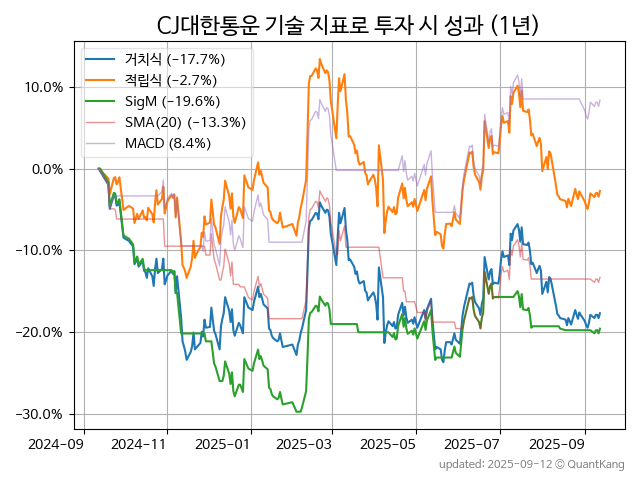 CJ대한통운 기술 지표로 투자 시 성과 (1년)
거치식 (−17.7%)
적립식 (−2.7%)
SigM (−19.6%)
SMA(20) (−13.3%)
MACD (8.4%)
10.0%
0.0%
−10.0%
−20.0%
−30.0%
2024-09 2024-11 2025-01 2025-03 2025-05 2025-07 2025-09
updated: 2025-09-12 © QuantKang